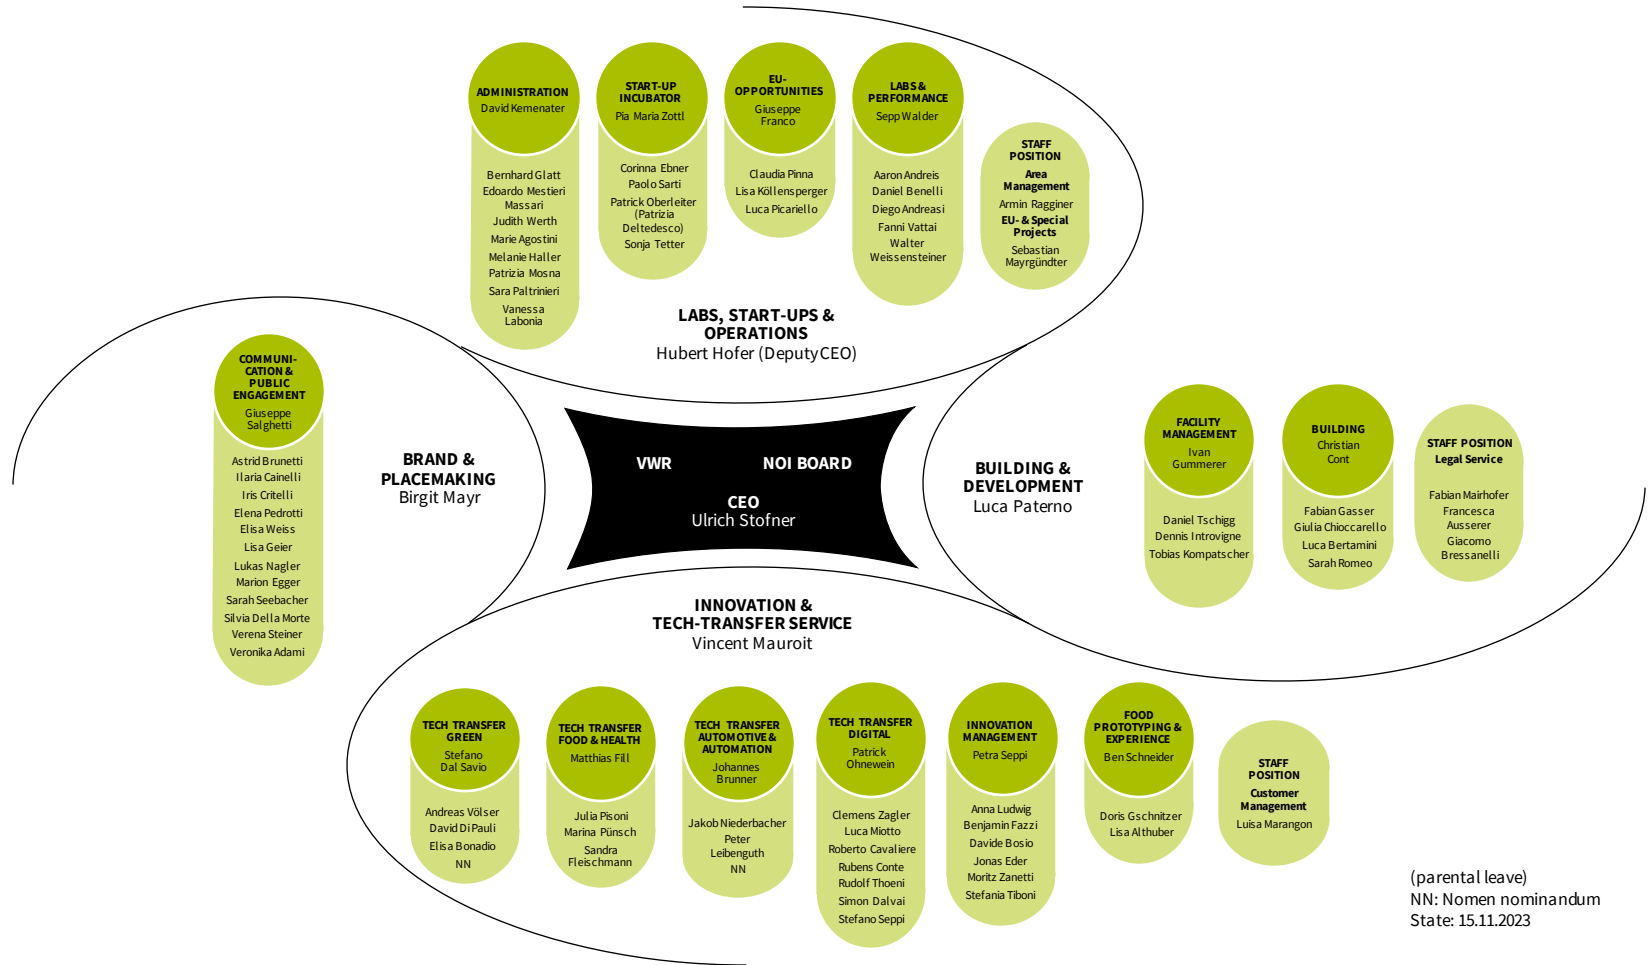 ADMINISTRATION
David Kemenater
Bernhard Glatt
Edoardo Mestieri
Massari
Judith Werth
Marie Agostini
Melanie Haller
Patrizia Mosna
Sara Paltrinieri
Vanessa
Labonia
START-UP
INCUBATOR
Pia Maria Zottl
Corinna Ebner
Paolo Sarti
Patrick Oberleiter
(Patrizia
Deltedesco)
Sonja Tetter
EU-
OPPORTUNITIES
Giuseppe
Franco
Claudia Pinna
Lisa Köllensperger
Luca Picariello
LABS &
PERFORMANCE
Sepp Walder
Aaron Andreis
Daniel Benelli
Diego Andreasi
Fanni Vattai
Walter
Weissensteiner
STAFF
POSITION
Area
Management
Armin Ragginer
EU- & Special
Projects
Sebastian
Mayrgündter
LABS, START-UPS &
OPERATIONS
Hubert Hofer (Deputy CEO)
COMMUNI-
CATION &
PUBLIC
ENGAGEMENT
Giuseppe
Salghetti
Astrid Brunetti
Ilaria Cainelli
Iris Critelli
Elena Pedrotti
Elisa Weiss
Lisa Geier
Lukas Nagler
Marion Egger
Sarah Seebacher
Silvia Della Morte
Verena Steiner
Veronika Adami
BRAND &
PLACEMAKING
Birgit Mayr
VWR
NOI BOARD
CEO
Ulrich Stofner
BUILDING &
DEVELOPMENT
Luca Paterno
FACILITY
MANAGEMENT
Ivan
Gummerer
Daniel Tschigg
Dennis Introvigne
Tobias Kompatscher
BUILDING
Christian
Cont
Fabian Gasser
Giulia Chioccarello
Luca Bertamini
Sarah Romeo
STAFF POSITION
Legal Service
Fabian Mairhofer
Francesca
Ausserer
Giacomo
Bressanelli
INNOVATION &
TECH-TRANSFER SERVICE
Vincent Mauroit
TECH TRANSFER
GREEN
Stefano
Dal Savio
Andreas Völser
David Di Pauli
Elisa Bonadio
NN
TECH TRANSFER
FOOD & HEALTH
Matthias Fill
Julia Pisoni
Marina Pünsch
Sandra
Fleischmann
TECH TRANSFER
AUTOMOTIVE &
AUTOMATION
Johannes
Brunner
Jakob Niederbacher
Peter
Leibenguth
NN
TECH TRANSFER
DIGITAL
Patrick
Ohnewein
Clemens Zagler
Luca Miotto
Roberto Cavaliere
Rubens Conte
Rudolf Thoeni
Simon Dalvai
Stefano Seppi
INNOVATION
MANAGEMENT
Petra Seppi
Anna Ludwig
Benjamin Fazzi
Davide Bosio
Jonas Eder
Moritz Zanetti
Stefania Tiboni
FOOD
PROTOTYPING &
EXPERIENCE
Ben Schneider
Doris Gschnitzer
Lisa Althuber
STAFF
POSITION
Customer
Management
Luisa Marangon
(parental leave)
NN: Nomen nominandum
State: 15.11.2023